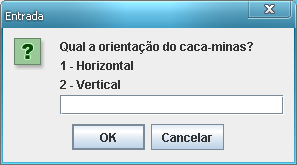 Entrada
Qual a orientação do caca-minas?
1 - Horizontal
2 - Vertical
OK
Cancelar